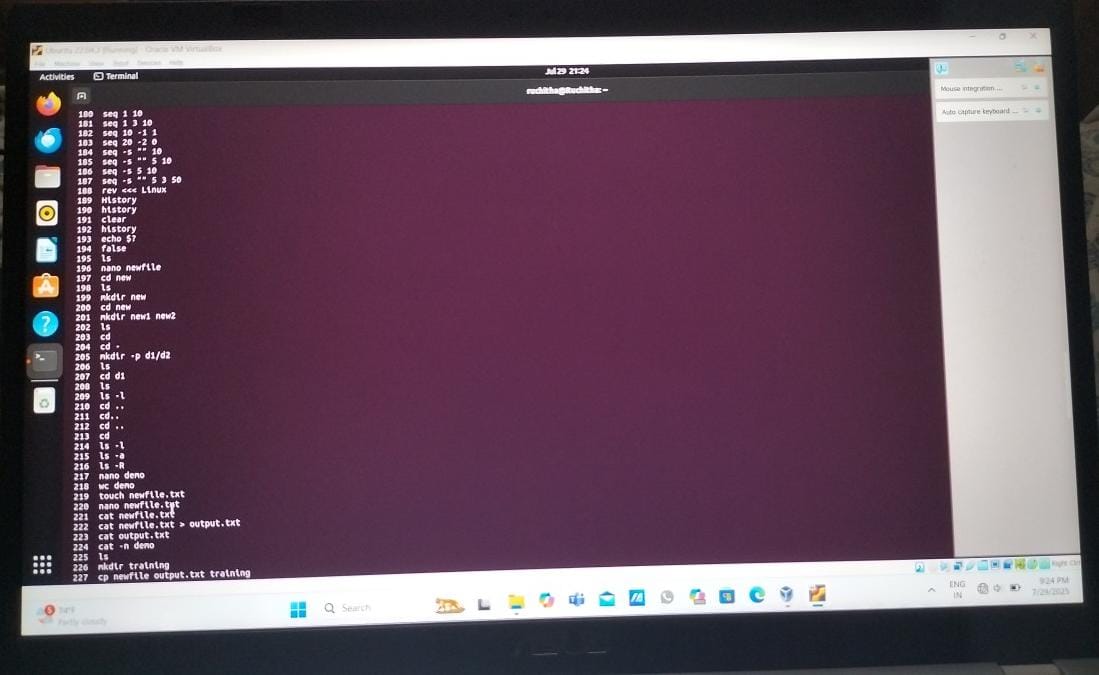 Ubuntu 22.04.3 [Running] - Oracle VM VirtualBox
File Machine View Input Devices Help
Activities Terminal Jul 29 21:24
ruchitha@Ruchitha: ~
Mouse integration ...
Auto capture keyboard ...
180 seq 1 10
181 seq 1 3 10
182 seq 10 -1 1
183 seq 20 -2 0
184 seq -s "" 10
185 seq -s "" 5 10
186 seq -s 5 10
187 seq -s "" 5 3 50
188 rev <<< Linux
189 History
190 history
191 clear
192 history
193 echo $?
194 false
195 ls
196 nano newfile
197 cd new
198 ls
199 mkdir new
200 cd new
201 mkdir new1 new2
202 ls
203 cd
204 cd -
205 mkdir -p d1/d2
206 ls
207 cd d1
208 ls
209 ls -l
210 cd ..
211 cd..
212 cd ..
213 cd
214 ls -l
215 ls -a
216 ls -R
217 nano demo
218 wc demo
219 touch newfile.txt
220 nano newfile.txt
221 cat newfile.txt
222 cat newfile.txt > output.txt
223 cat output.txt
224 cat -n demo
225 ls
226 mkdir training
227 cp newfile output.txt training
Right Ctrl
5
74°F
Partly cloudy
Search
ENG
IN
9:24 PM
7/29/2025